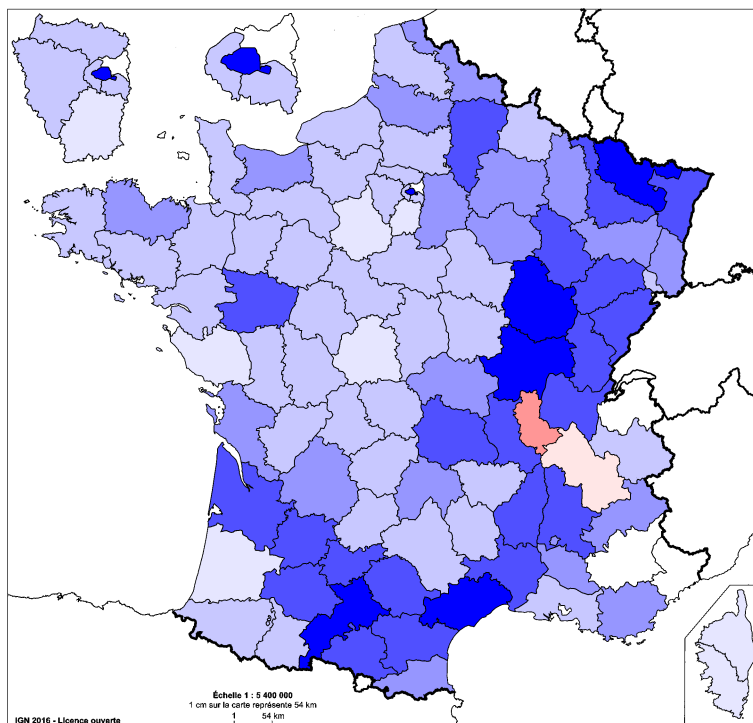 Échelle 1 : 5 400 000
1 cm sur la carte représente 54 km
1 54 km
IGN 2016 - Licence ouverte